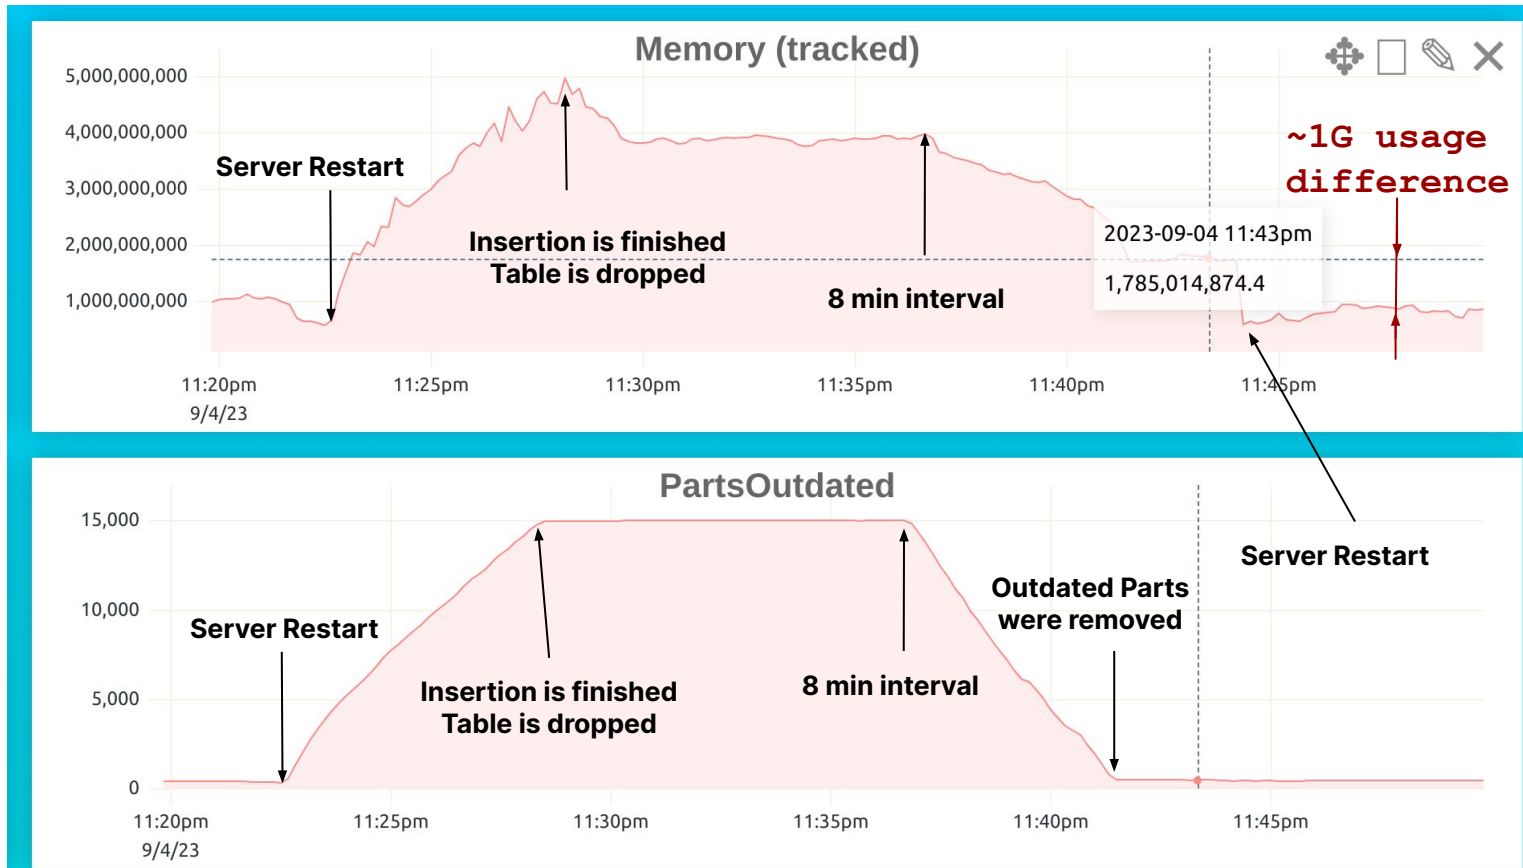 Memory (tracked)
5,000,000,000
4,000,000,000
3,000,000,000
2,000,000,000
1,000,000,000
Server Restart
Insertion is finished
Table is dropped
8 min interval
~1G usage
difference
2023-09-04 11:43pm
1,785,014,874.4
11:20pm
9/4/23
11:25pm
11:30pm
11:35pm
11:40pm
11:45pm
PartsOutdated
15,000
10,000
5,000
0
Server Restart
Insertion is finished
Table is dropped
8 min interval
Outdated Parts
were removed
Server Restart
11:20pm
9/4/23
11:25pm
11:30pm
11:35pm
11:40pm
11:45pm